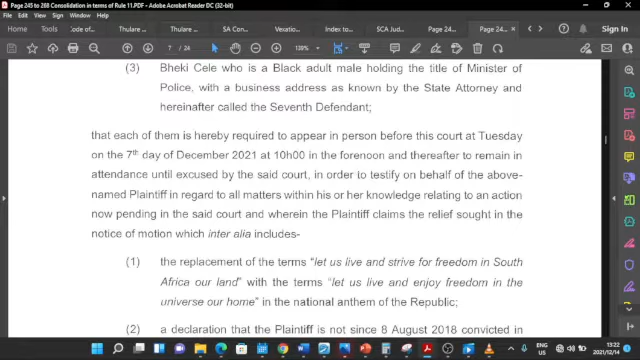 Page 245 to 268 Consolidation in terms of Rule 11.PDF - Adobe Acrobat Reader DC (32-bit)
File Edit View Sign Window Help
Home Tools ode of... Thulare ... SA Con... Thulare ... Version... Index to... SCA Jud... Page 24... Page 24... × Sign In
7 / 24 120%
(3) Bheki Cele who is a Black adult male holding the title of Minister of
Police, with a business address as known by the State Attorney and
hereinafter called the Seventh Defendant;
that each of them is hereby required to appear in person before this court at Tuesday
on the 7th day of December 2021 at 10h00 in the forenoon and thereafter to remain in
attendance until excused by the said court, in order to testify on behalf of the above-
named Plaintiff in regard to all matters within his or her knowledge relating to an action
now pending in the said court and wherein the Plaintiff claims the relief sought in the
notice of motion which inter alia includes-
(1) the replacement of the terms “let us live and strive for freedom in South
Africa our land” with the terms “let us live and enjoy freedom in the
universe our home” in the national anthem of the Republic;
(2) a declaration that the Plaintiff is not since 8 August 2018 convicted in
ENG
US
13:22
2021/12/14